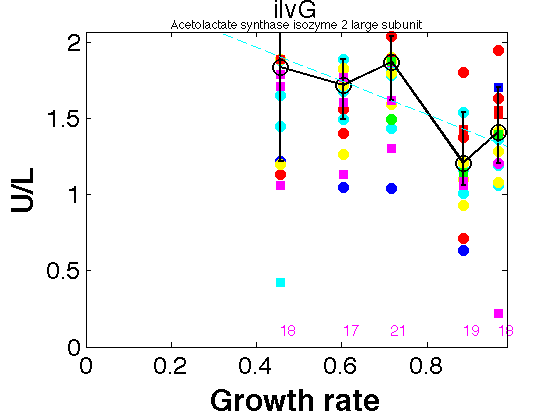 ilvG
Acetolactate synthase isozyme 2 large subunit
2
1.5
1
0.5
0
U/L
18 17 21 19 18
0 0.2 0.4 0.6 0.8
Growth rate